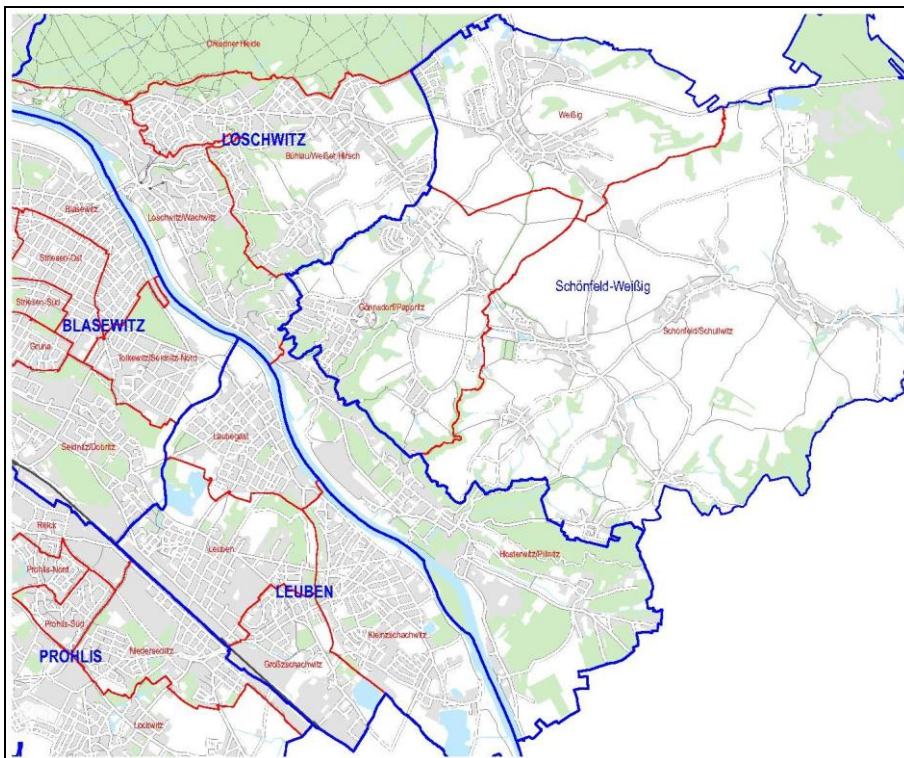 Dresdner Heide
Weißig
LOSCHWITZ
Bühlau/Weißer Hirsch
Blasewitz
Loschwitz/Wachwitz
Striesen-Ost
Schönfeld-Weißig
Striesen-Süd
Gönnsdorf/Pappritz
BLASEWITZ
Schönfeld/Schullwitz
Gruna
Tolkewitz/Seidnitz-Nord
Laubegast
Seidnitz/Dobritz
Reick
Leuben
Hosterwitz/Pillnitz
Prohlis-Nord
LEUBEN
Prohlis-Süd
Kleinzschachwitz
PROHLIS
Niedersedlitz
Großzschachwitz
Lockwitz